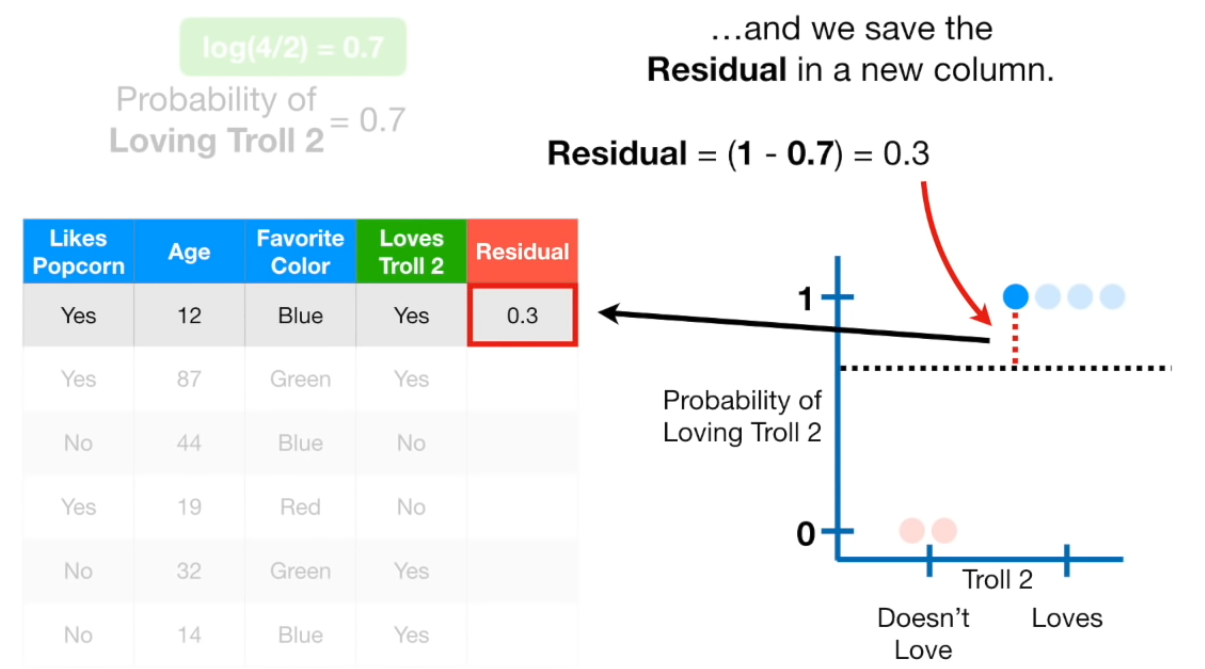 log(4/2) = 0.7
Probability of
Loving Troll 2 = 0.7
…and we save the
Residual in a new column.
Residual = (1 - 0.7) = 0.3
Likes Popcorn Age Favorite Color Loves Troll 2 Residual
Yes 12 Blue Yes 0.3
Yes 87 Green Yes
No 44 Blue No
Yes 19 Red No
No 32 Green Yes
No 14 Blue Yes
1
Probability of
Loving Troll 2
0
Troll 2
Doesn’t
Love
Loves